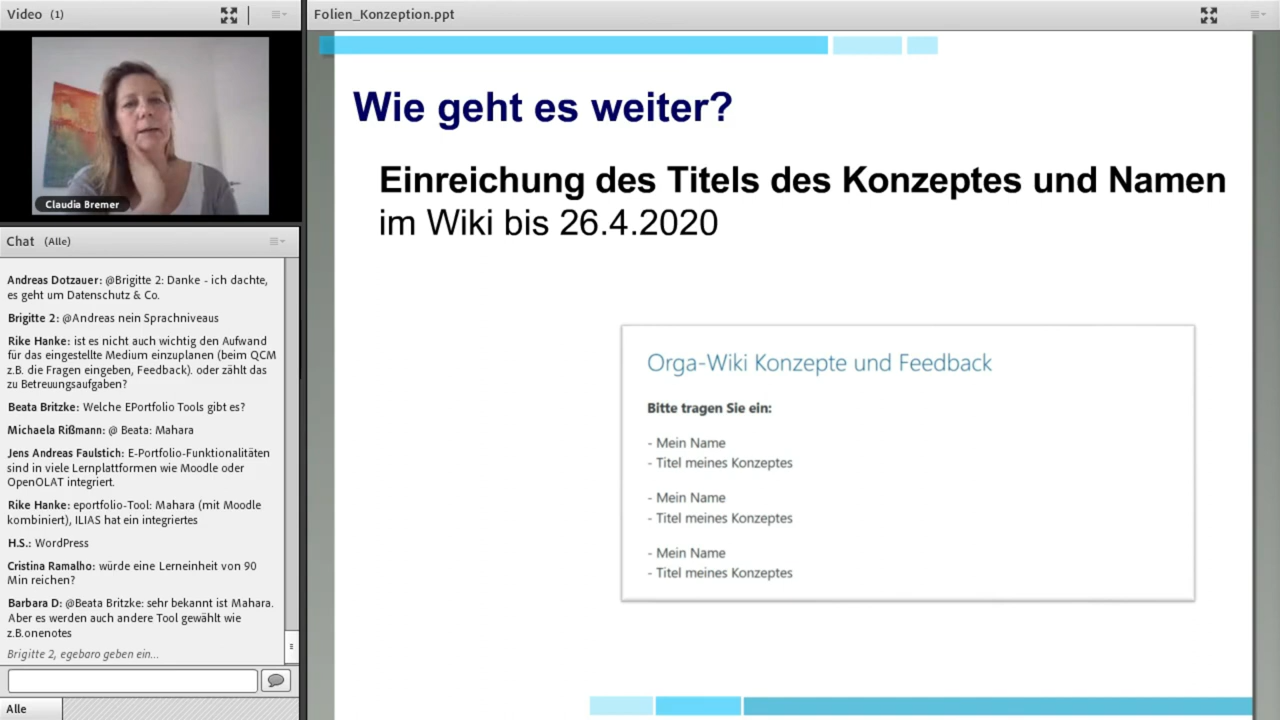 Video (1)
Claudia Bremer
Chat (Alle)
Andreas Dotzauer: @Brigitte 2: Danke - ich dachte,
es geht um Datenschutz & Co.
Brigitte 2: @Andreas nein Sprachniveaus
Rike Hanke: ist es nicht auch wichtig den Aufwand
für das eingestellte Medium einzuplanen (beim QCM
z.B. die Fragen eingeben, Feedback). oder zählt das
zu Betreuungsaufgaben?
Beata Britzke: Welche EPortfolio Tools gibt es?
Michaela Rißmann: @ Beata: Mahara
Jens Andreas Faulstich: E-Portfolio-Funktionalitäten
sind in viele Lernplattformen wie Moodle oder
OpenOLAT integriert.
Rike Hanke: eportfolio-Tool: Mahara (mit Moodle
kombiniert), ILIAS hat ein integriertes
H.S.: WordPress
Cristina Ramalho: würde eine Lerneinheit von 90
Min reichen?
Barbara D: @Beata Britzke: sehr bekannt ist Mahara.
Aber es werden auch andere Tool gewählt wie
z.B.onenotes
Brigitte 2, egebaro geben ein...
Alle
Folien_Konzeption.ppt
Wie geht es weiter?
Einreichung des Titels des Konzeptes und Namen
im Wiki bis 26.4.2020
Orga-Wiki Konzepte und Feedback
Bitte tragen Sie ein:
- Mein Name
- Titel meines Konzeptes
- Mein Name
- Titel meines Konzeptes
- Mein Name
- Titel meines Konzeptes